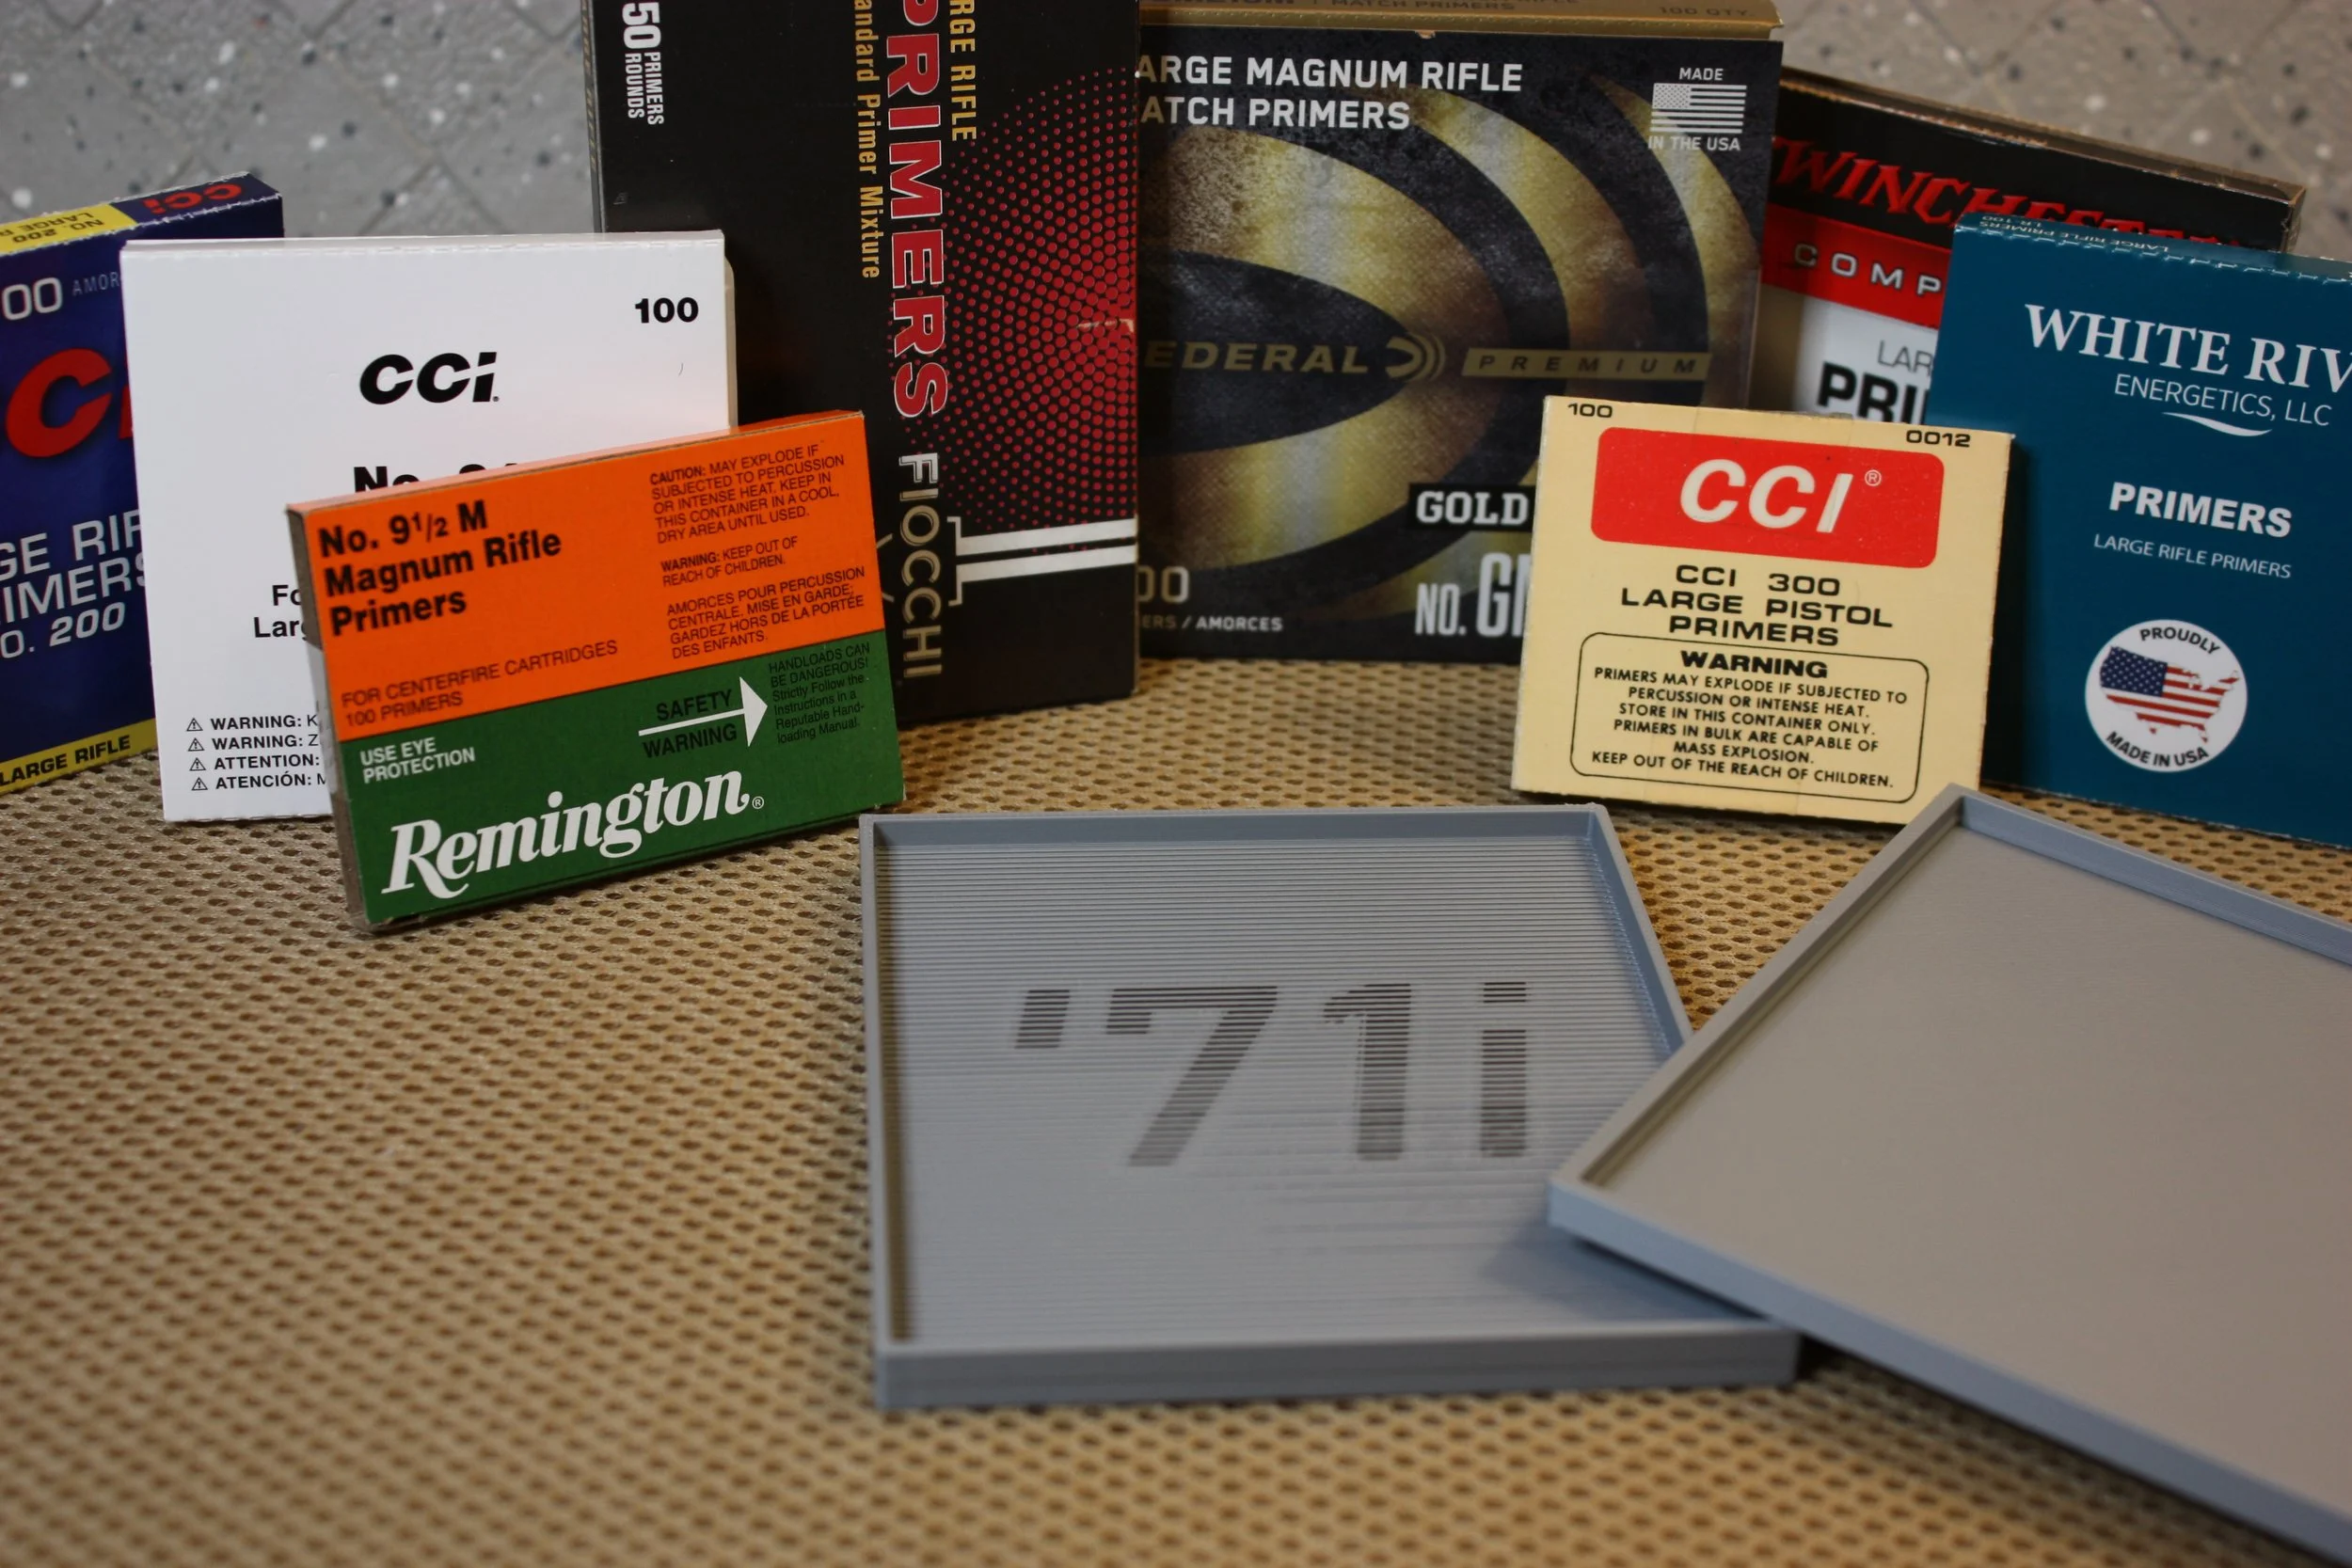 NO 200
CCI
00 AMOR
C
GE RIF
IMERS
O. 200
LARGE RIFLE
100
CCI
No.
Fo
Larg
WARNING: K
WARNING: Z
ATTENTION:
ATENCIÓN: M
No. 9½ M
Magnum Rifle
Primers
FOR CENTERFIRE CARTRIDGES
100 PRIMERS
CAUTION: MAY EXPLODE IF
SUBJECTED TO PERCUSSION
OR INTENSE HEAT. KEEP IN
THIS CONTAINER IN A COOL,
DRY AREA UNTIL USED.
WARNING: KEEP OUT OF
REACH OF CHILDREN.
AMORCES POUR PERCUSSION
CENTRALE. MISE EN GARDE:
GARDEZ HORS DE LA PORTÉE
DES ENFANTS.
USE EYE
PROTECTION
SAFETY
WARNING
HANDLOADS CAN
BE DANGEROUS!
Strictly Follow the
Instructions in a
Reputable Hand-
loading Manual.
Remington®
50 PRIMERS
ROUNDS
RGE RIFLE
PRIMERS
andard Primer Mixture
FIOCCHI
MATCH PRIMERS
100 QTY.
ARGE MAGNUM RIFLE
ATCH PRIMERS
MADE
IN THE USA
EDERAL PREMIUM
GOLD
NO. G
00
ERS / AMORCES
WINCHESTER
COMP
LAR
PRI
100
0012
CCI®
CCI 300
LARGE PISTOL
PRIMERS
WARNING
PRIMERS MAY EXPLODE IF SUBJECTED TO
PERCUSSION OR INTENSE HEAT.
STORE IN THIS CONTAINER ONLY.
PRIMERS IN BULK ARE CAPABLE OF
MASS EXPLOSION.
KEEP OUT OF THE REACH OF CHILDREN.
LARGE RIFLE PRIMERS
WHITE RIV
ENERGETICS, LLC
PRIMERS
LARGE RIFLE PRIMERS
PROUDLY
MADE IN USA
'71i